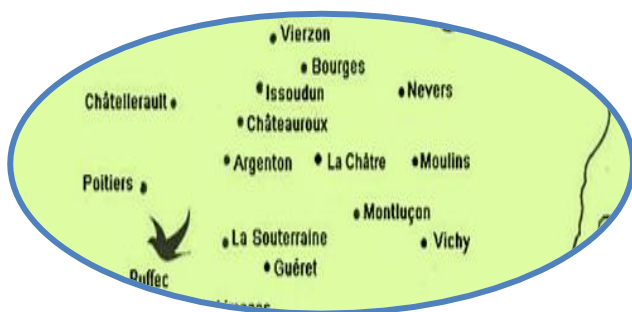 Vierzon
Bourges
Issoudun
Nevers
Châtellerault
Châteauroux
Argenton
La Châtre
Moulins
Poitiers
Montluçon
La Souterraine
Vichy
Guéret
Ruffec